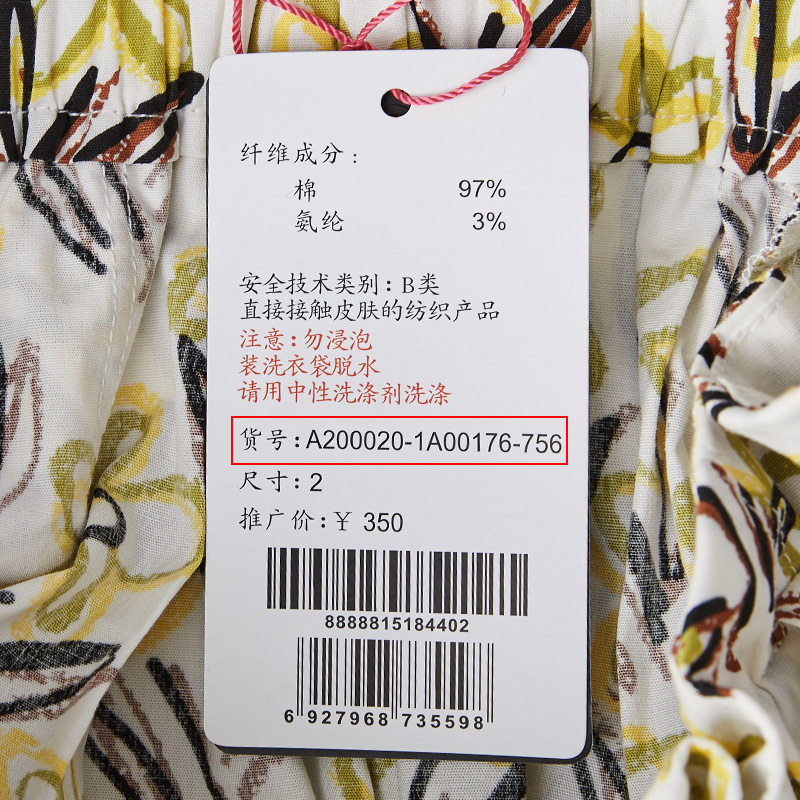 纤维成分:
棉 97%
氨纶 3%
安全技术类别: B类
直接接触皮肤的纺织产品
注意:勿浸泡
装洗衣袋脱水
请用中性洗涤剂洗涤
货号:A200020-1A00176-756
尺寸:2
推广价:¥ 350
8888815184402
6 927968 735598